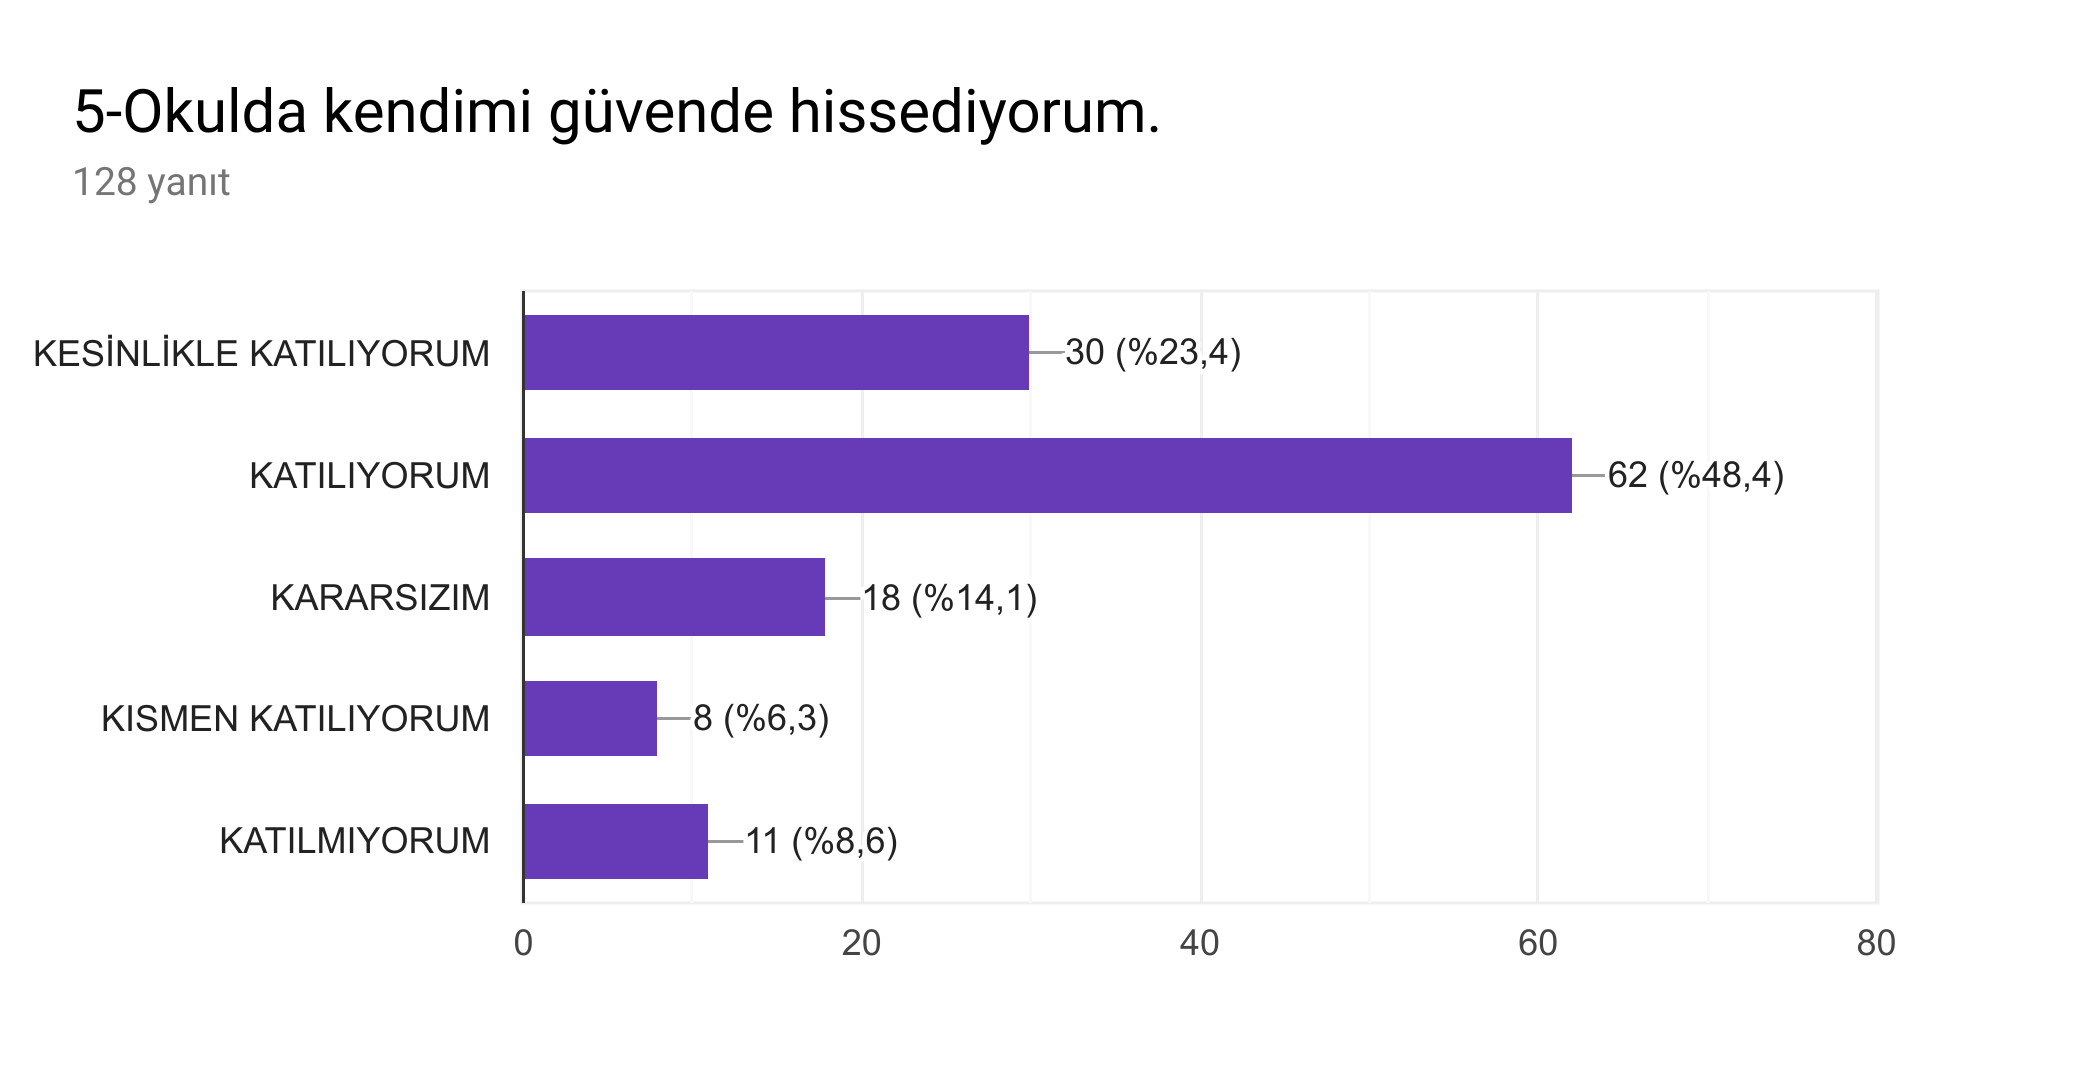 5-Okulda kendimi güvende hissediyorum.
128 yanıt
KESİNLİKLE KATILIYORUM 30 (%23,4)
KATILIYORUM 62 (%48,4)
KARARSIZIM 18 (%14,1)
KISMEN KATILIYORUM 8 (%6,3)
KATILMIYORUM 11 (%8,6)
0 20 40 60 80